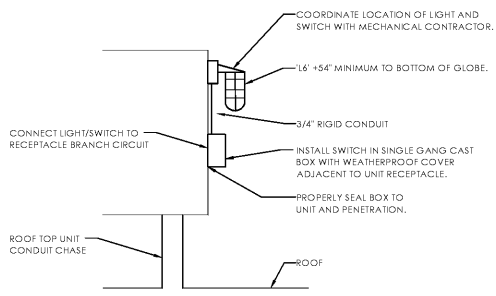 COORDINATE LOCATION OF LIGHT AND
SWITCH WITH MECHANICAL CONTRACTOR.
'L6' +54" MINIMUM TO BOTTOM OF GLOBE.
3/4" RIGID CONDUIT
CONNECT LIGHT/SWITCH TO
RECEPTACLE BRANCH CIRCUIT
INSTALL SWITCH IN SINGLE GANG CAST
BOX WITH WEATHERPROOF COVER
ADJACENT TO UNIT RECEPTACLE.
PROPERLY SEAL BOX TO
UNIT AND PENETRATION.
ROOF TOP UNIT
CONDUIT CHASE
ROOF